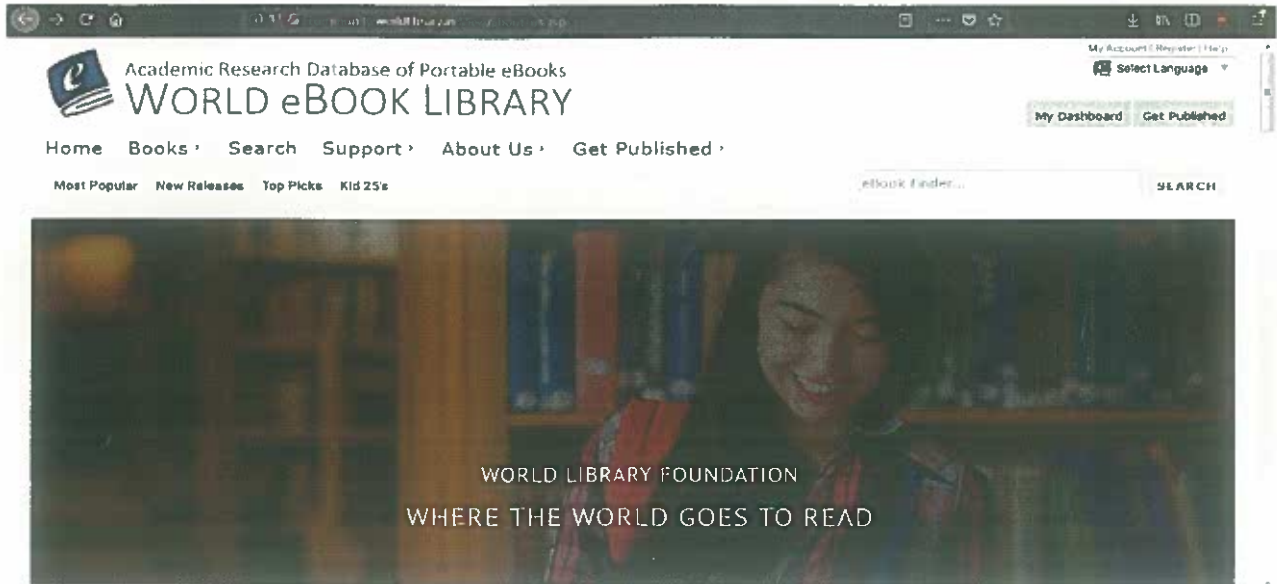 My Account | Register | Help
Select Language
Academic Research Database of Portable eBooks
WORLD eBOOK LIBRARY
My Dashboard Get Published
Home Books Search Support About Us Get Published
Most Popular New Releases Top Picks Kid 25's
eBook Finder... SEARCH
WORLD LIBRARY FOUNDATION
WHERE THE WORLD GOES TO READ